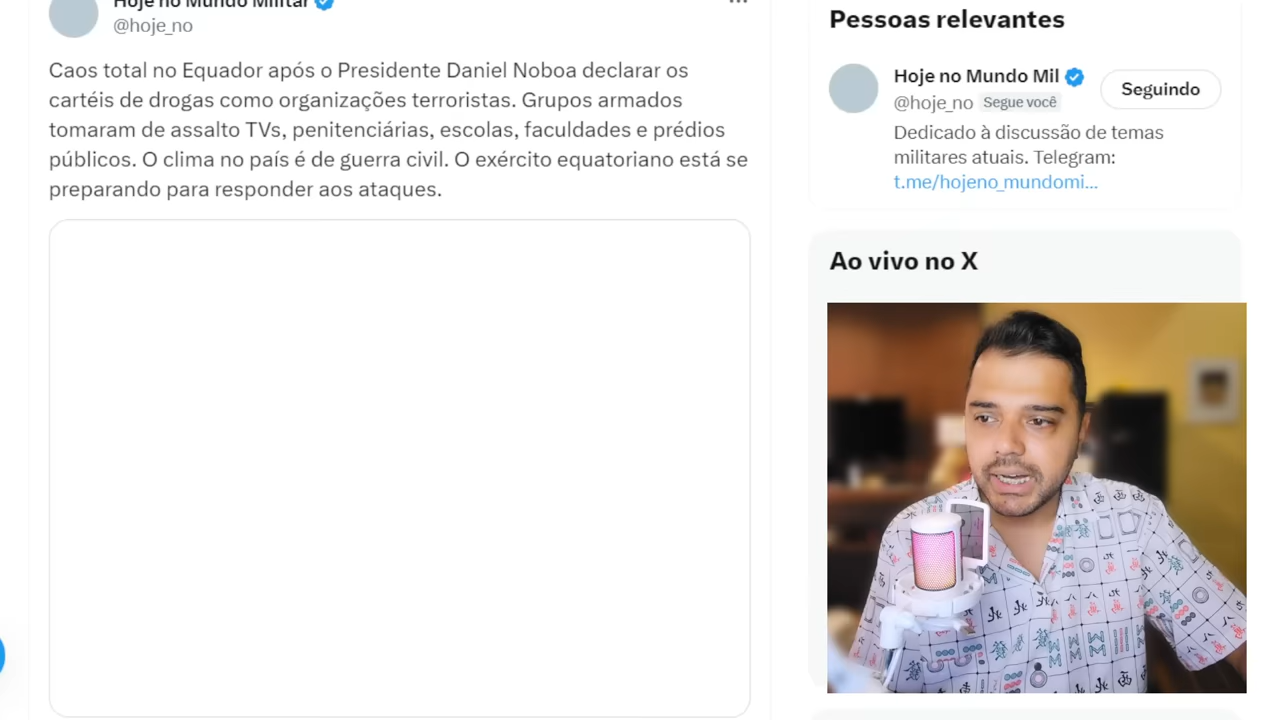 Hoje no Mundo Militar
@hoje_no
Caos total no Equador após o Presidente Daniel Noboa declarar os
cartéis de drogas como organizações terroristas. Grupos armados
tomaram de assalto TVs, penitenciárias, escolas, faculdades e prédios
públicos. O clima no país é de guerra civil. O exército equatoriano está se
preparando para responder aos ataques.
Pessoas relevantes
Hoje no Mundo Mil
Seguindo
@hoje_no Segue você
Dedicado à discussão de temas
militares atuais. Telegram:
t.me/hojeno_mundomi...
Ao vivo no X